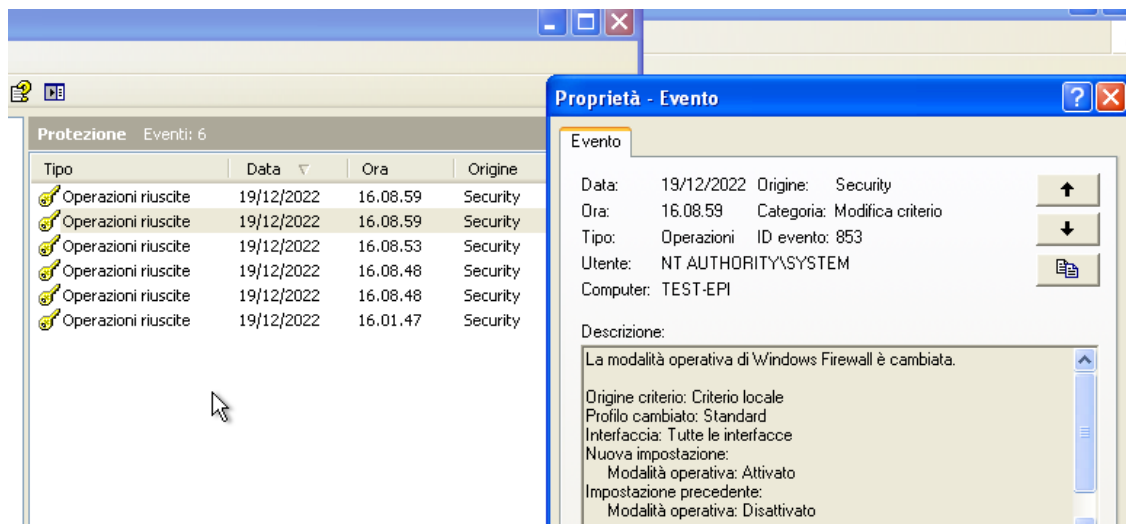 Protezione Eventi: 6
Tipo Data Ora Origine
Operazioni riuscite 19/12/2022 16.08.59 Security
Operazioni riuscite 19/12/2022 16.08.59 Security
Operazioni riuscite 19/12/2022 16.08.53 Security
Operazioni riuscite 19/12/2022 16.08.48 Security
Operazioni riuscite 19/12/2022 16.08.48 Security
Operazioni riuscite 19/12/2022 16.01.47 Security
Proprietà - Evento
Evento
Data: 19/12/2022 Origine: Security
Ora: 16.08.59 Categoria: Modifica criterio
Tipo: Operazioni ID evento: 853
Utente: NT AUTHORITY\SYSTEM
Computer: TEST-EPI
Descrizione:
La modalità operativa di Windows Firewall è cambiata.
Origine criterio: Criterio locale
Profilo cambiato: Standard
Interfaccia: Tutte le interfacce
Nuova impostazione:
Modalità operativa: Attivato
Impostazione precedente:
Modalità operativa: Disattivato